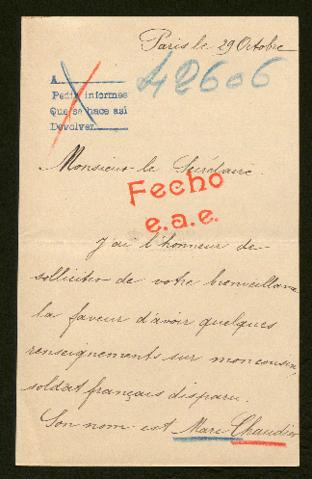 Paris le 29 Octobre
42606
A
Pedir informes
Que se hace así
Devolver
Monsieur le Secrétaire.
Fecho
e.a.e.
J'ai l'honneur de
solliciter de votre bienveillance
la faveur d'avoir quelques
renseignements sur mon cousin,
soldat français disparu.
Son nom est Marc Chaudier